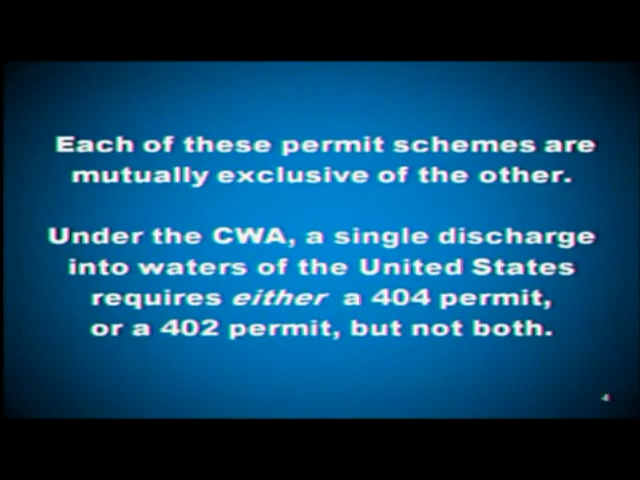 Each of these permit schemes are
mutually exclusive of the other.
Under the CWA, a single discharge
into waters of the United States
requires either a 404 permit,
or a 402 permit, but not both.
4